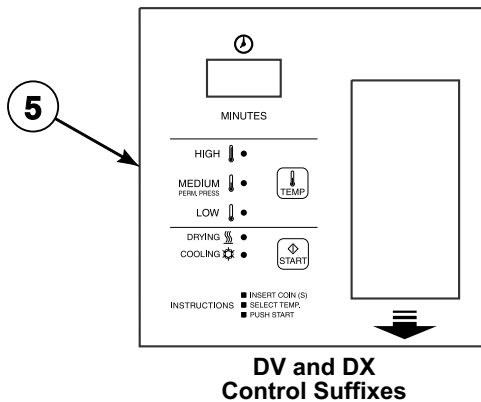 5
MINUTES
HIGH
MEDIUM
PERM. PRESS
TEMP
LOW
DRYING
COOLING
START
INSTRUCTIONS
■ INSERT COIN (S)
■ SELECT TEMP.
■ PUSH START
DV and DX
Control Suffixes